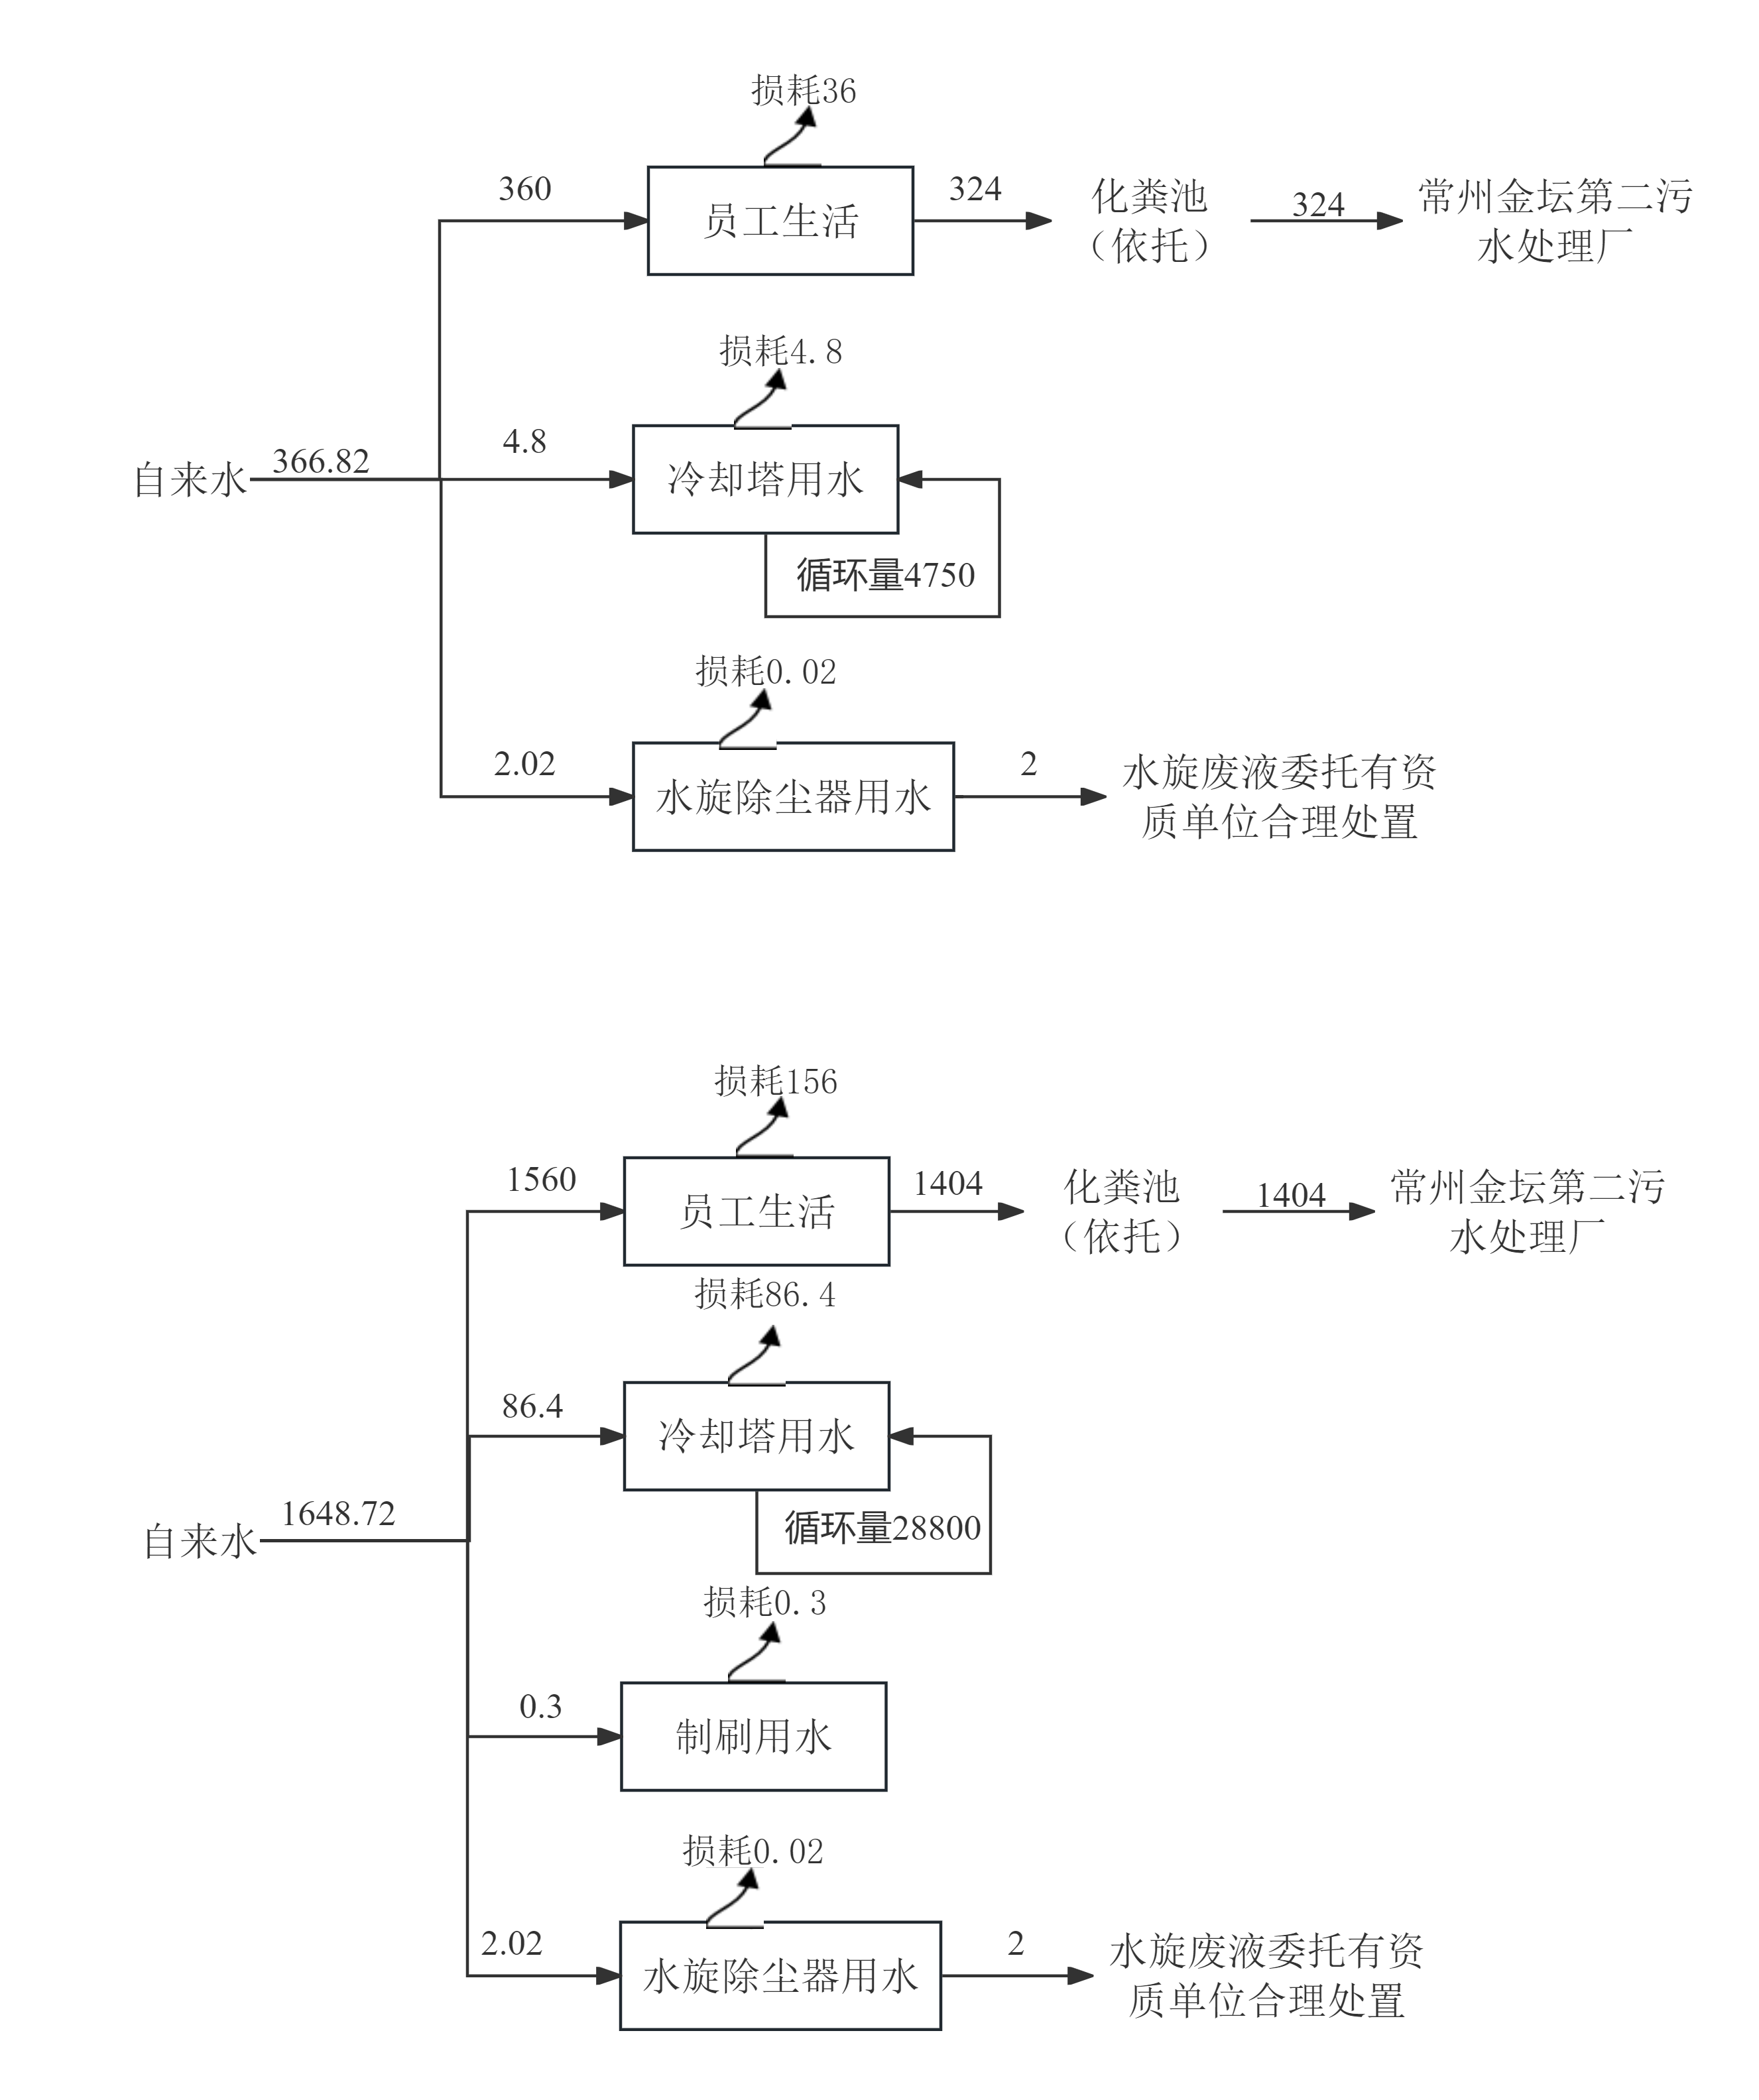 损耗36
360
员工生活
324
化粪池
（依托）
324
常州金坛第二污
水处理厂
损耗4.8
自来水
366.82
4.8
冷却塔用水
循环量4750
损耗0.02
2.02
水旋除尘器用水
2
水旋废液委托有资
质单位合理处置
损耗156
1560
员工生活
1404
化粪池
（依托）
1404
常州金坛第二污
水处理厂
损耗86.4
86.4
冷却塔用水
自来水
1648.72
循环量28800
损耗0.3
0.3
制刷用水
损耗0.02
2.02
水旋除尘器用水
2
水旋废液委托有资
质单位合理处置